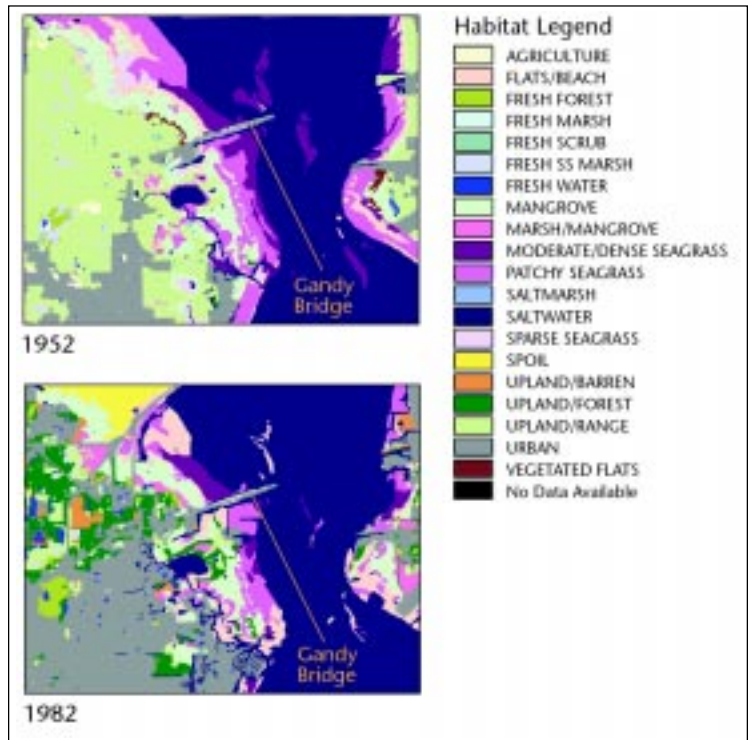 Gandy
Bridge
1952
Gandy
Bridge
1982
Habitat Legend
AGRICULTURE
FLATS/BEACH
FRESH FOREST
FRESH MARSH
FRESH SCRUB
FRESH SS MARSH
FRESH WATER
MANGROVE
MARSH/MANGROVE
MODERATE/DENSE SEAGRASS
PATCHY SEAGRASS
SALTMARSH
SALTWATER
SPARSE SEAGRASS
SPOIL
UPLAND/BARREN
UPLAND/FOREST
UPLAND/RANGE
URBAN
VEGETATED FLATS
No Data Available